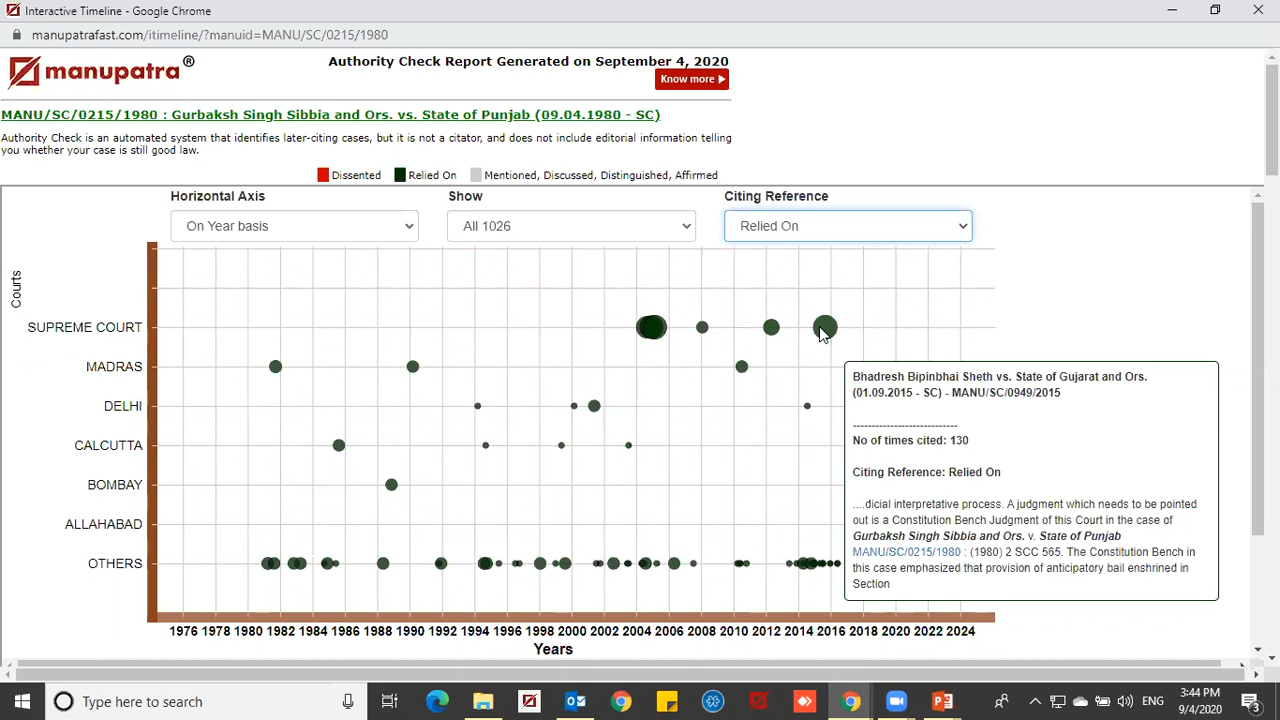 Interactive Timeline - Google Chrome
manupatrafast.com/itimeline/?manuid=MANU/SC/0215/1980
manupatra®
Authority Check Report Generated on September 4, 2020
Know more
MANU/SC/0215/1980 : Gurbaksh Singh Sibbia and Ors. vs. State of Punjab (09.04.1980 - SC)
Authority Check is an automated system that identifies later-citing cases, but it is not a citator, and does not include editorial information telling
you whether your case is still good law.
Dissented Relied On Mentioned, Discussed, Distinguished, Affirmed
Horizontal Axis Show Citing Reference
On Year basis All 1026 Relied On
Courts
SUPREME COURT
MADRAS
DELHI
CALCUTTA
BOMBAY
ALLAHABAD
OTHERS
Bhadresh Bipinbhai Sheth vs. State of Gujarat and Ors.
(01.09.2015 - SC) - MANU/SC/0949/2015
----------------------------
No of times cited: 130
Citing Reference: Relied On
....dicial interpretative process. A judgment which needs to be pointed
out is a Constitution Bench Judgment of this Court in the case of
Gurbaksh Singh Sibbia and Ors. v. State of Punjab
MANU/SC/0215/1980 : (1980) 2 SCC 565. The Constitution Bench in
this case emphasized that provision of anticipatory bail enshrined in
Section
1976 1978 1980 1982 1984 1986 1988 1990 1992 1994 1996 1998 2000 2002 2004 2006 2008 2010 2012 2014 2016 2018 2020 2022 2024
Years
Type here to search
ENG
3:44 PM
9/4/2020
3